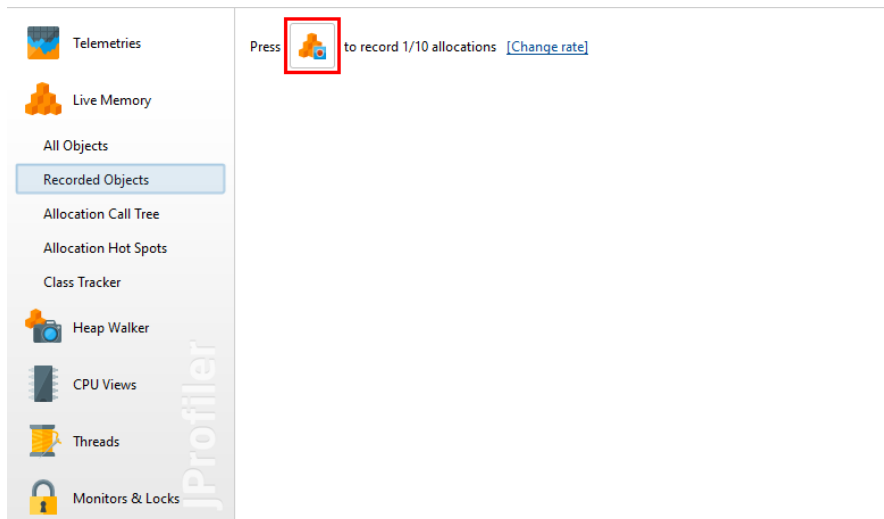 Telemetries
Press to record 1/10 allocations [Change rate]
Live Memory
All Objects
Recorded Objects
Allocation Call Tree
Allocation Hot Spots
Class Tracker
Heap Walker
CPU Views
Threads
Monitors & Locks
JProfiler